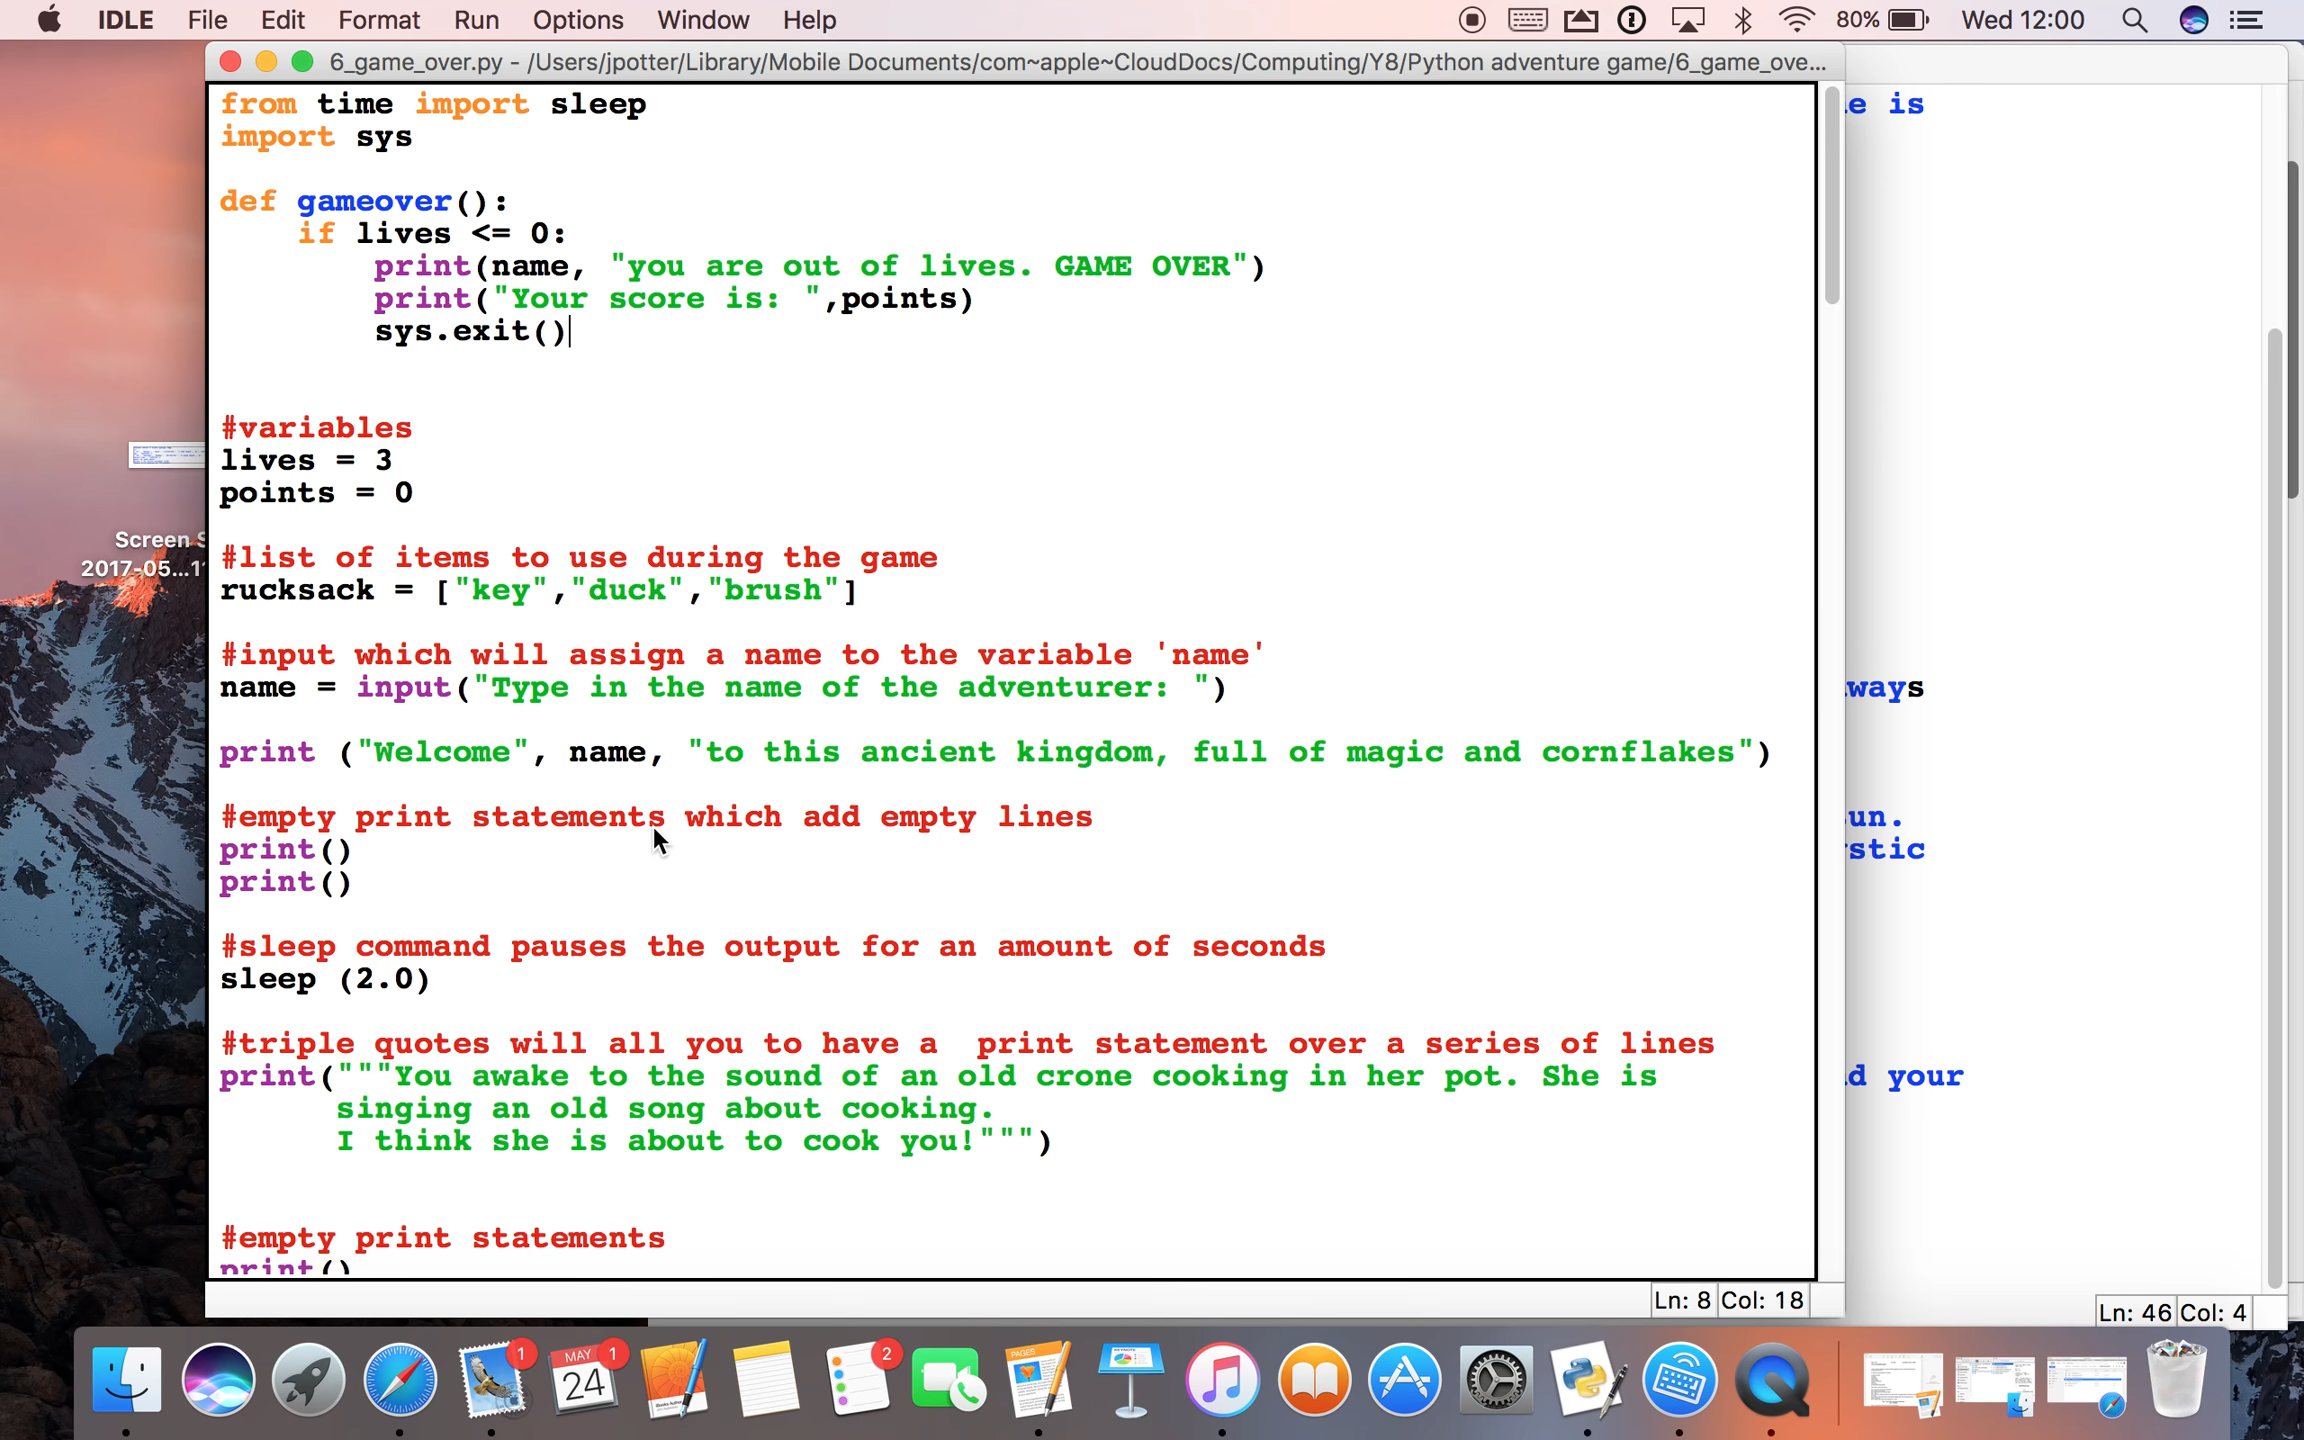 IDLE File Edit Format Run Options Window Help 80% Wed 12:00
6_game_over.py - /Users/jpotter/Library/Mobile Documents/com~apple~CloudDocs/Computing/Y8/Python adventure game/6_game_ove...
from time import sleep
import sys
def gameover():
if lives <= 0:
print(name, "you are out of lives. GAME OVER")
print("Your score is: ",points)
sys.exit()
#variables
lives = 3
points = 0
#list of items to use during the game
rucksack = ["key","duck","brush"]
#input which will assign a name to the variable 'name'
name = input("Type in the name of the adventurer: ")
print ("Welcome", name, "to this ancient kingdom, full of magic and cornflakes")
#empty print statements which add empty lines
print()
print()
#sleep command pauses the output for an amount of seconds
sleep (2.0)
#triple quotes will all you to have a  print statement over a series of lines
print("""You awake to the sound of an old crone cooking in her pot. She is
singing an old song about cooking.
I think she is about to cook you!""")
#empty print statements
print()
Ln: 8 Col: 18
e is
ways
un.
stic
d your
Ln: 46 Col: 4
Screen S
2017-05...1
1
MAY 1
24
2
PAGES
KEYNOTE